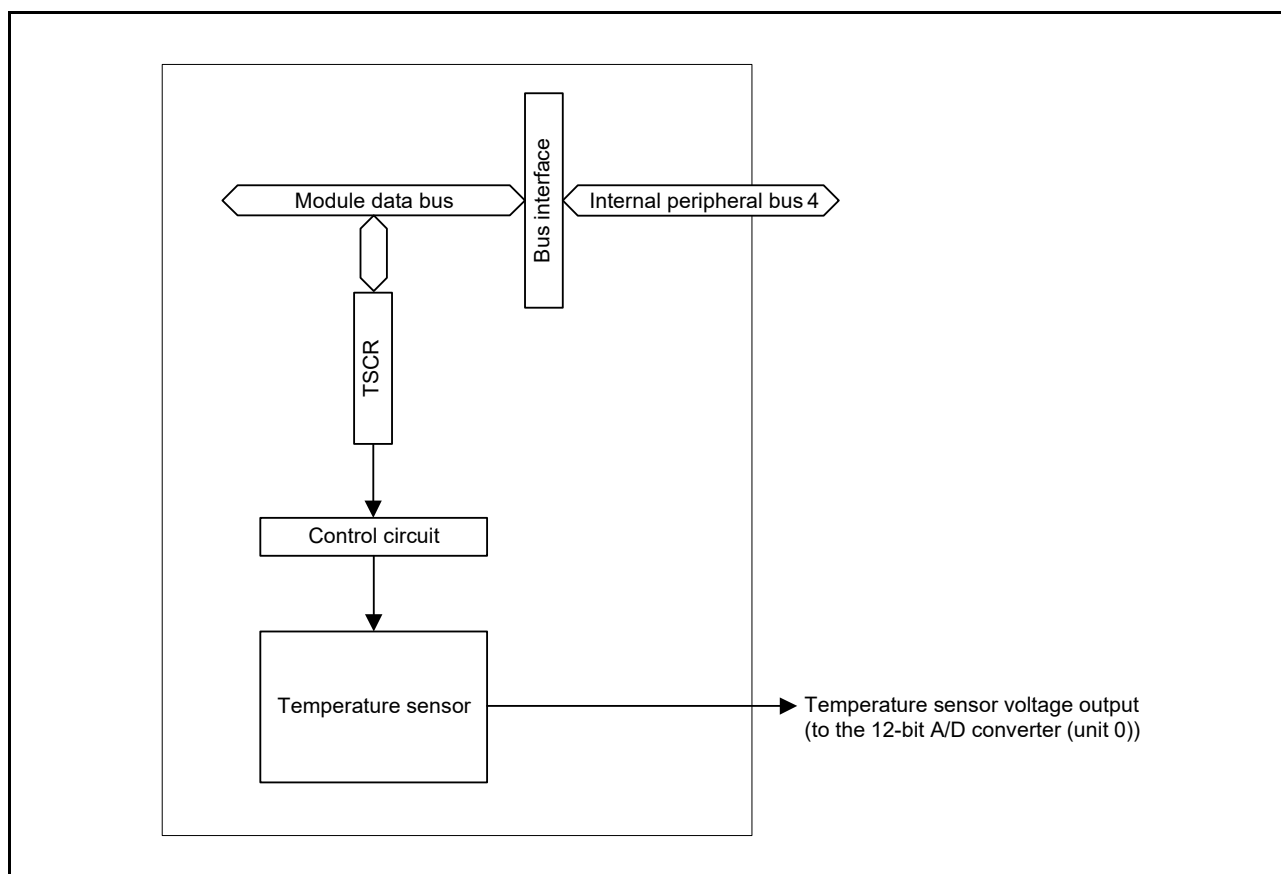 Bus interface
Module data bus
Internal peripheral bus 4
TSCR
Control circuit
Temperature sensor
Temperature sensor voltage output
(to the 12-bit A/D converter (unit 0))